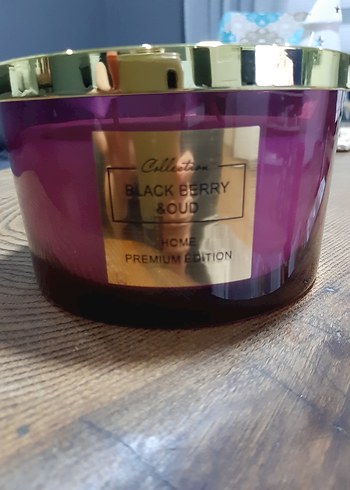 Collection
BLACK BERRY
&OUD
HOME
PREMIUM EDITION